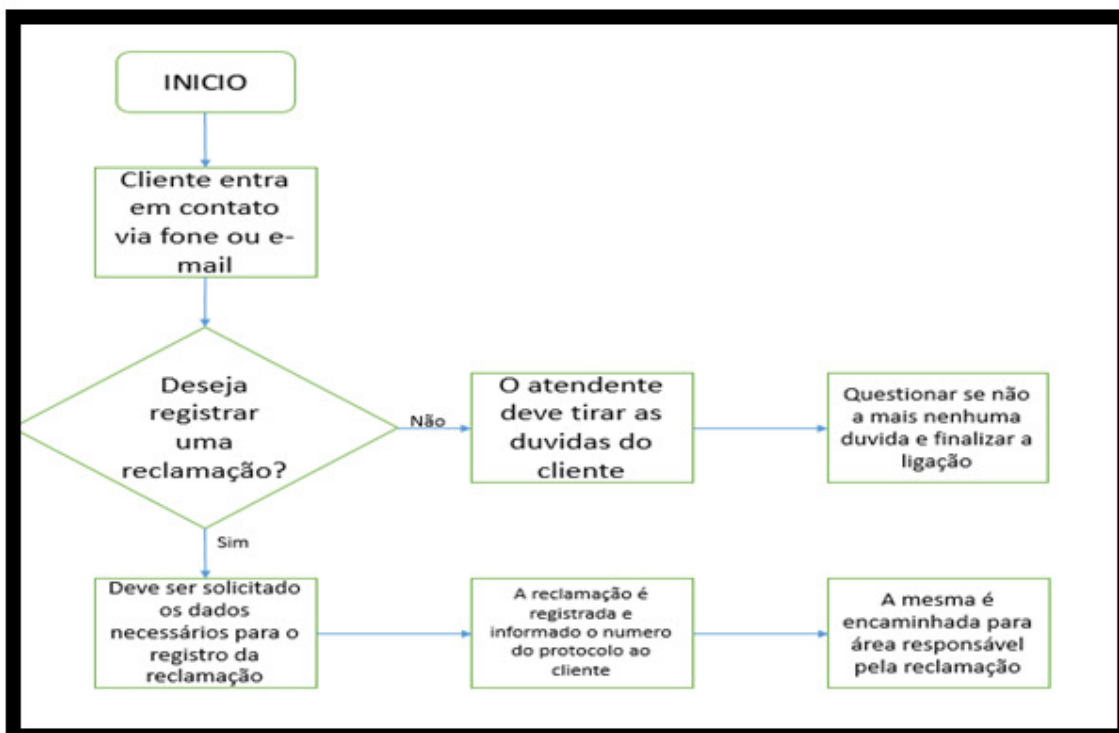 INICIO
Cliente entra
em contato
via fone ou e-
mail
Deseja
registrar
uma
reclamação?
Não
O atendente
deve tirar as
duvidas do
cliente
Questionar se não
a mais nenhuma
duvida e finalizar a
ligação
Sim
Deve ser solicitado
os dados
necessários para o
registro da
reclamação
A reclamação é
registrada e
informado o numero
do protocolo ao
cliente
A mesma é
encaminhada para
área responsável
pela reclamação